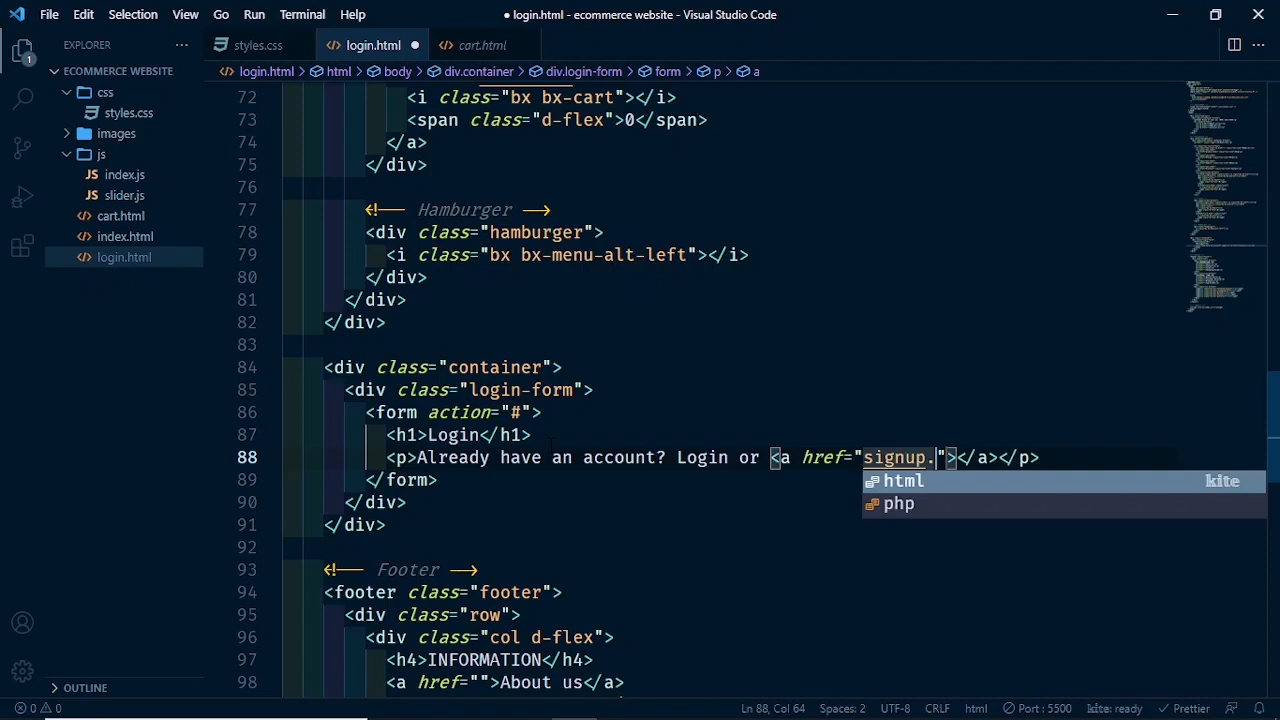 File Edit Selection View Go Run Terminal Help
● login.html - ecommerce website - Visual Studio Code
EXPLORER
styles.css
login.html
cart.html
ECOMMERCE WEBSITE
login.html > html > body > div.container > div.login-form > form > p > a
1
css
styles.css
images
js
index.js
slider.js
cart.html
index.html
login.html
72 <i class="bx bx-cart"></i>
73 <span class="d-flex">0</span>
74 </a>
75 </div>
76
77 <!-- Hamburger -->
78 <div class="hamburger">
79 <i class="bx bx-menu-alt-left"></i>
80 </div>
81 </div>
82 </div>
83
84 <div class="container">
85 <div class="login-form">
86 <form action="#">
87 <h1>Login</h1>
88 <p>Already have an account? Login or <a href="signup."></a></p>
html kite
php
89 </form>
90 </div>
91 </div>
92
93 <!-- Footer -->
94 <footer class="footer">
95 <div class="row">
96 <div class="col d-flex">
97 <h4>INFORMATION</h4>
98 <a href="">About us</a>
OUTLINE
0 0
Ln 88, Col 64 Spaces: 2 UTF-8 CRLF html Port : 5500 kite: ready Prettier